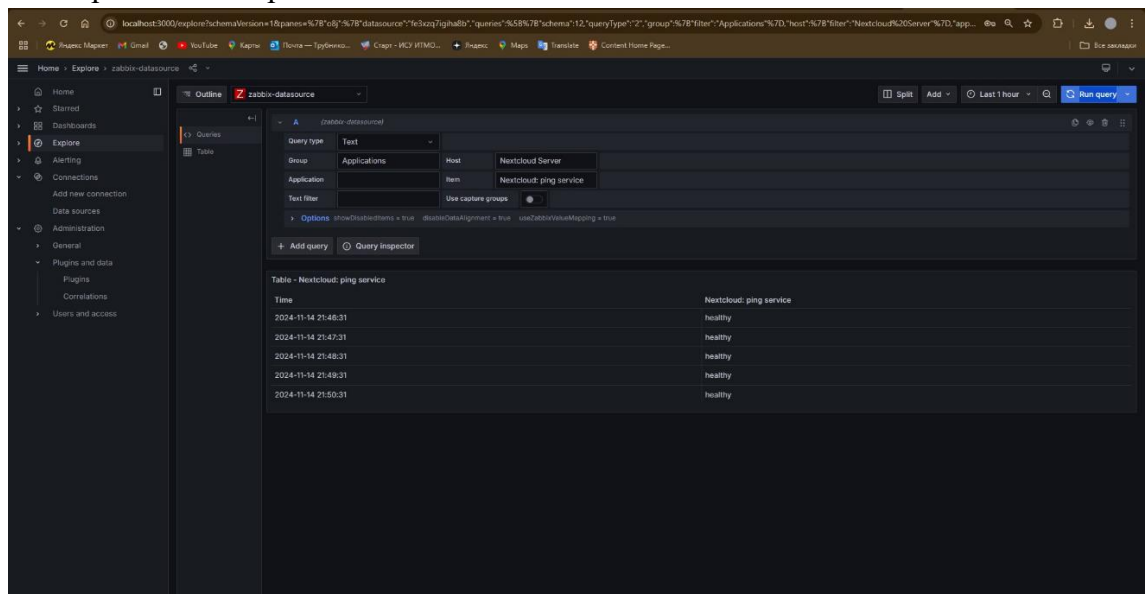 localhost:3000/explore?schemaVersion=1&panes=%7B"o8j":%7B"datasource":"fe3xzq7igiha8b","queries":%5B%7B"schema":12,"queryType":"2","group":%7B"filter":"Applications"%7D,"host":%7B"filter":"Nextcloud%20Server"%7D,"app...
Яндекс Маркет Gmail YouTube Карты Почта — Трубнико... Старт - ИСУ ИТМО... Яндекс Maps Translate Content Home Page... Все закладки
Home › Explore › zabbix-datasource
Home
Starred
Dashboards
Explore
Alerting
Connections
Add new connection
Data sources
Administration
General
Plugins and data
Plugins
Correlations
Users and access
Outline zabbix-datasource Split Add Last 1 hour Run query
Queries
Table
A (zabbix-datasource)
Query type Text
Group Applications Host Nextcloud Server
Application Item Nextcloud: ping service
Text filter Use capture groups
Options showDisabledItems = true disableDataAlignment = true useZabbixValueMapping = true
+ Add query Query inspector
Table - Nextcloud: ping service
Time Nextcloud: ping service
2024-11-14 21:46:31 healthy
2024-11-14 21:47:31 healthy
2024-11-14 21:48:31 healthy
2024-11-14 21:49:31 healthy
2024-11-14 21:50:31 healthy